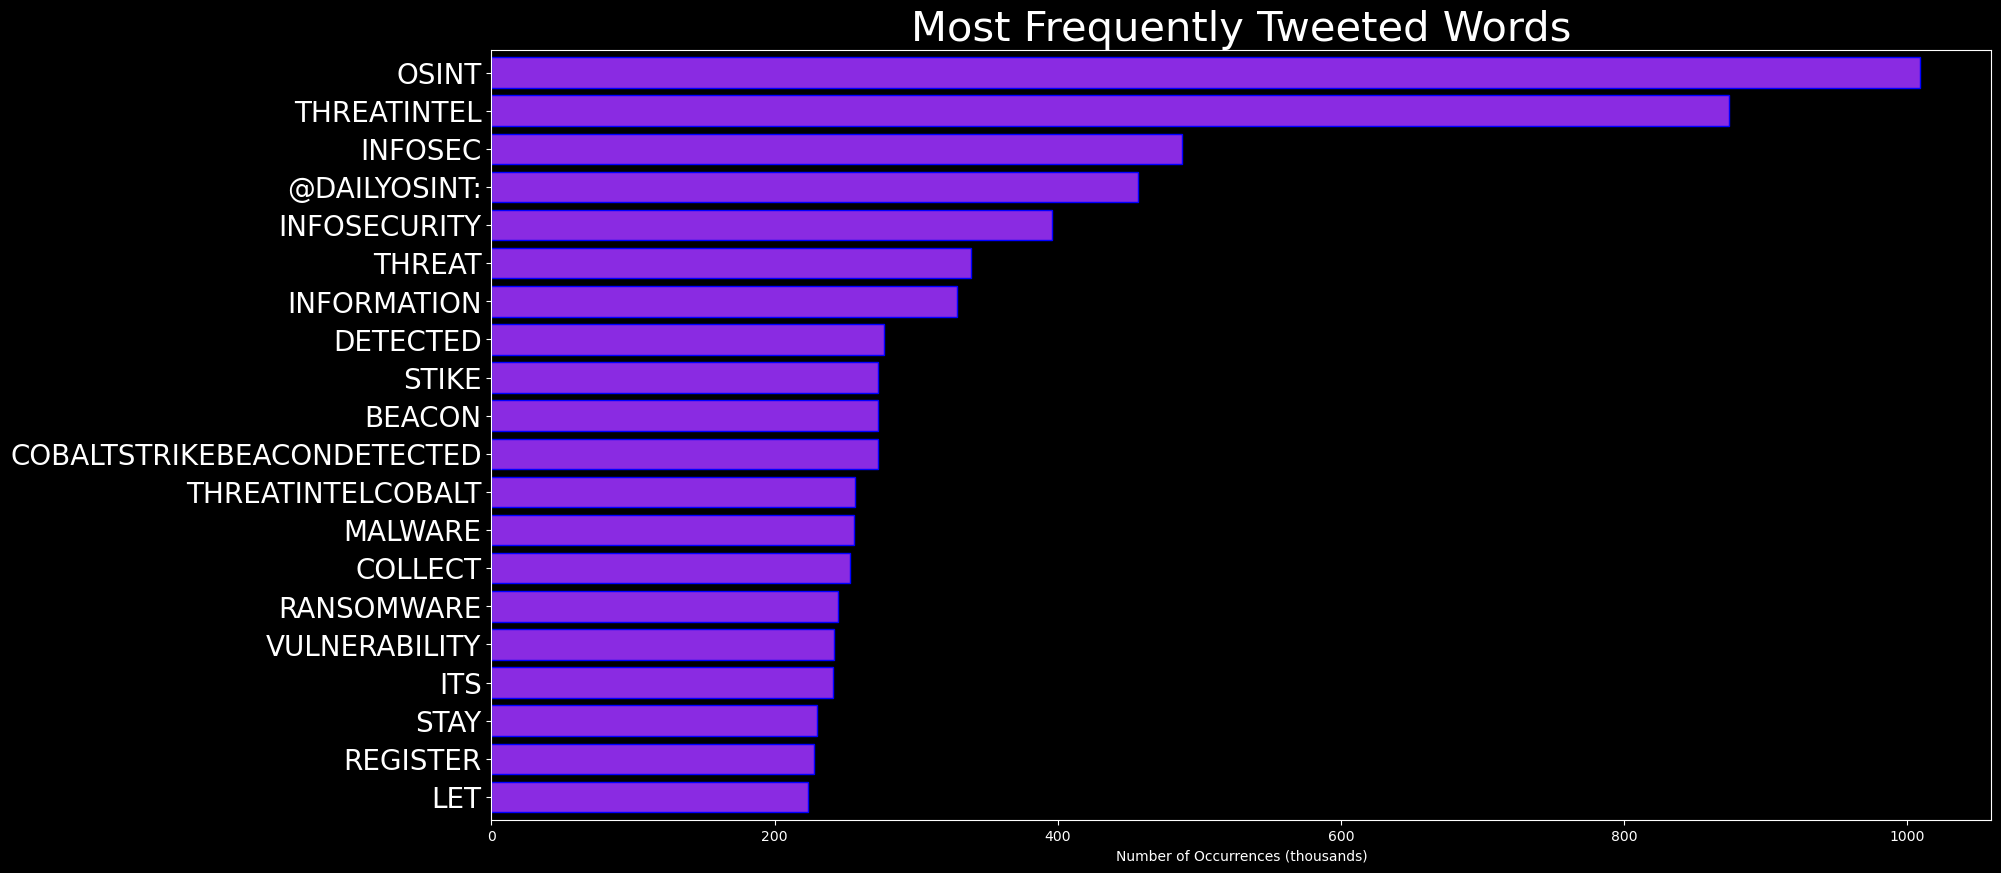 Most Frequently Tweeted Words
OSINT
THREATINTEL
INFOSEC
@DAILYOSINT:
INFOSECURITY
THREAT
INFORMATION
DETECTED
STIKE
BEACON
COBALTSTRIKEBEACONDETECTED
THREATINTELCOBALT
MALWARE
COLLECT
RANSOMWARE
VULNERABILITY
ITS
STAY
REGISTER
LET
0 200 400 600 800 1000
Number of Occurrences (thousands)